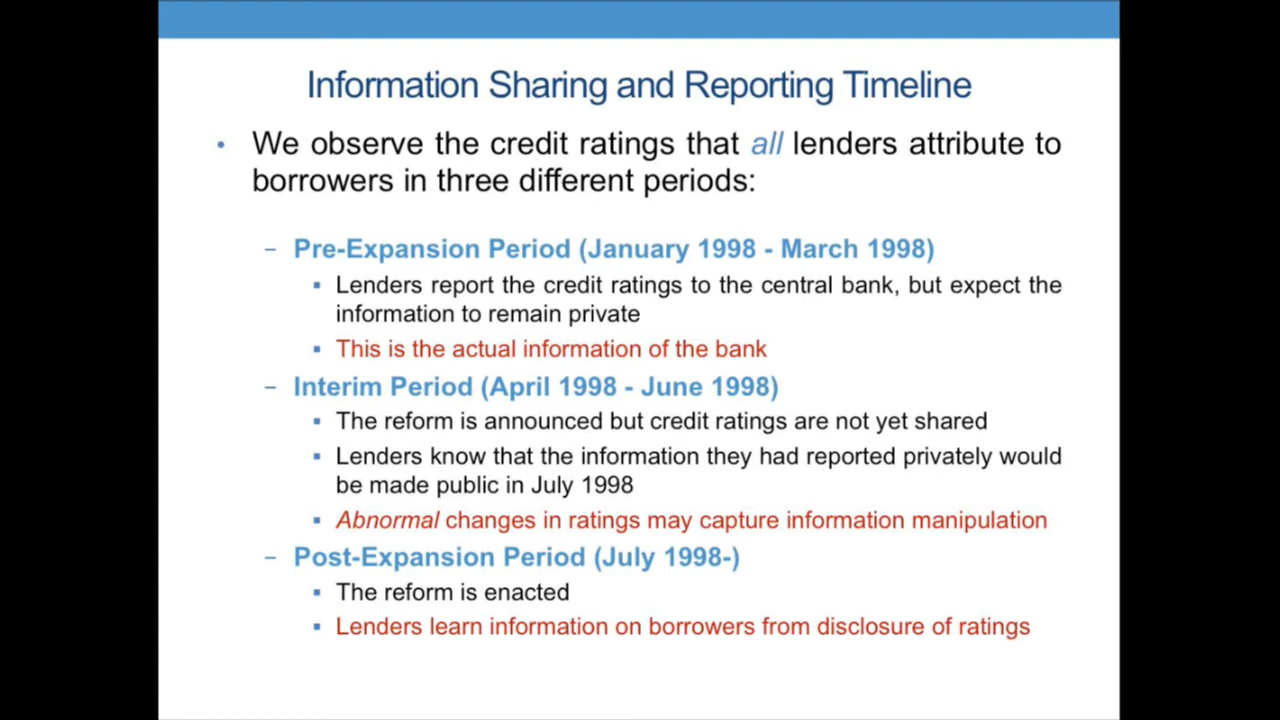 Information Sharing and Reporting Timeline
• We observe the credit ratings that all lenders attribute to
borrowers in three different periods:
– Pre-Expansion Period (January 1998 - March 1998)
▪ Lenders report the credit ratings to the central bank, but expect the
information to remain private
▪ This is the actual information of the bank
– Interim Period (April 1998 - June 1998)
▪ The reform is announced but credit ratings are not yet shared
▪ Lenders know that the information they had reported privately would
be made public in July 1998
▪ Abnormal changes in ratings may capture information manipulation
– Post-Expansion Period (July 1998-)
▪ The reform is enacted
▪ Lenders learn information on borrowers from disclosure of ratings